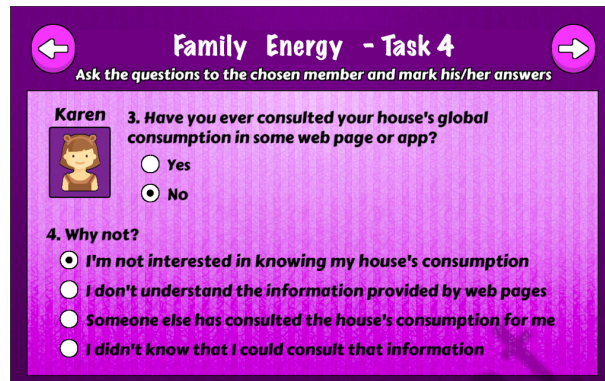 Family Energy - Task 4
Ask the questions to the chosen member and mark his/her answers
Karen
3. Have you ever consulted your house's global
consumption in some web page or app?
Yes
No
4. Why not?
I'm not interested in knowing my house's consumption
I don't understand the information provided by web pages
Someone else has consulted the house's consumption for me
I didn't know that I could consult that information